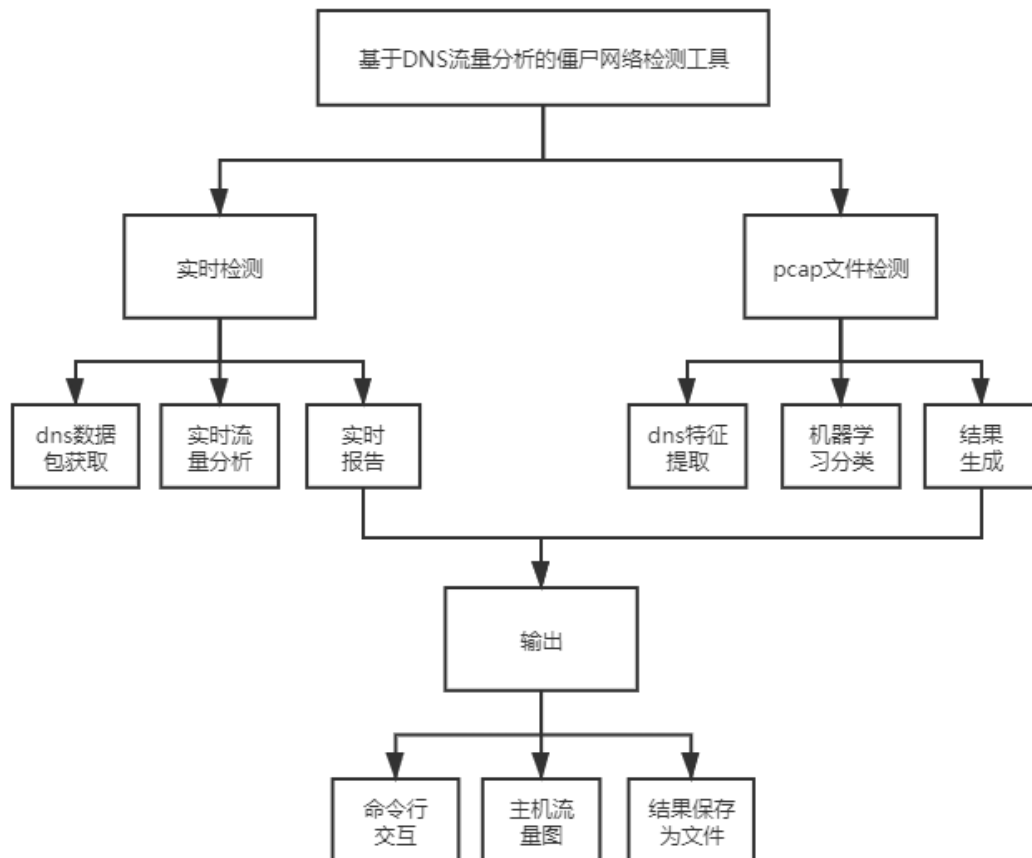 基于DNS流量分析的僵尸网络检测工具
实时检测
pcap文件检测
dns数据
包获取
实时流
量分析
实时
报告
dns特征
提取
机器学
习分类
结果
生成
输出
命令行
交互
主机流
量图
结果保存
为文件